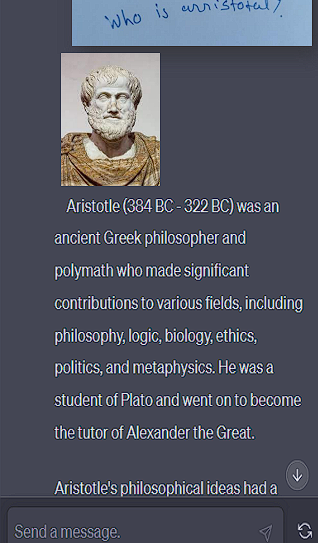 who is arristotal?
Aristotle (384 BC - 322 BC) was an
ancient Greek philosopher and
polymath who made significant
contributions to various fields, including
philosophy, logic, biology, ethics,
politics, and metaphysics. He was a
student of Plato and went on to become
the tutor of Alexander the Great.
Aristotle's philosophical ideas had a
Send a message.